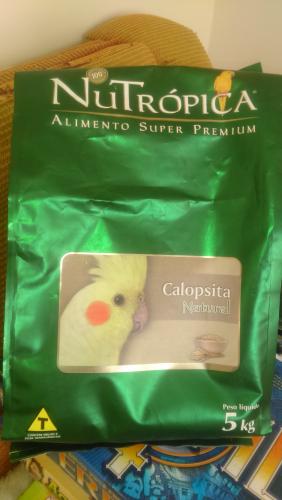 NUTRÓPICA®
ALIMENTO SUPER PREMIUM
Calopsita
Natural
Peso líquido
5 kg
T